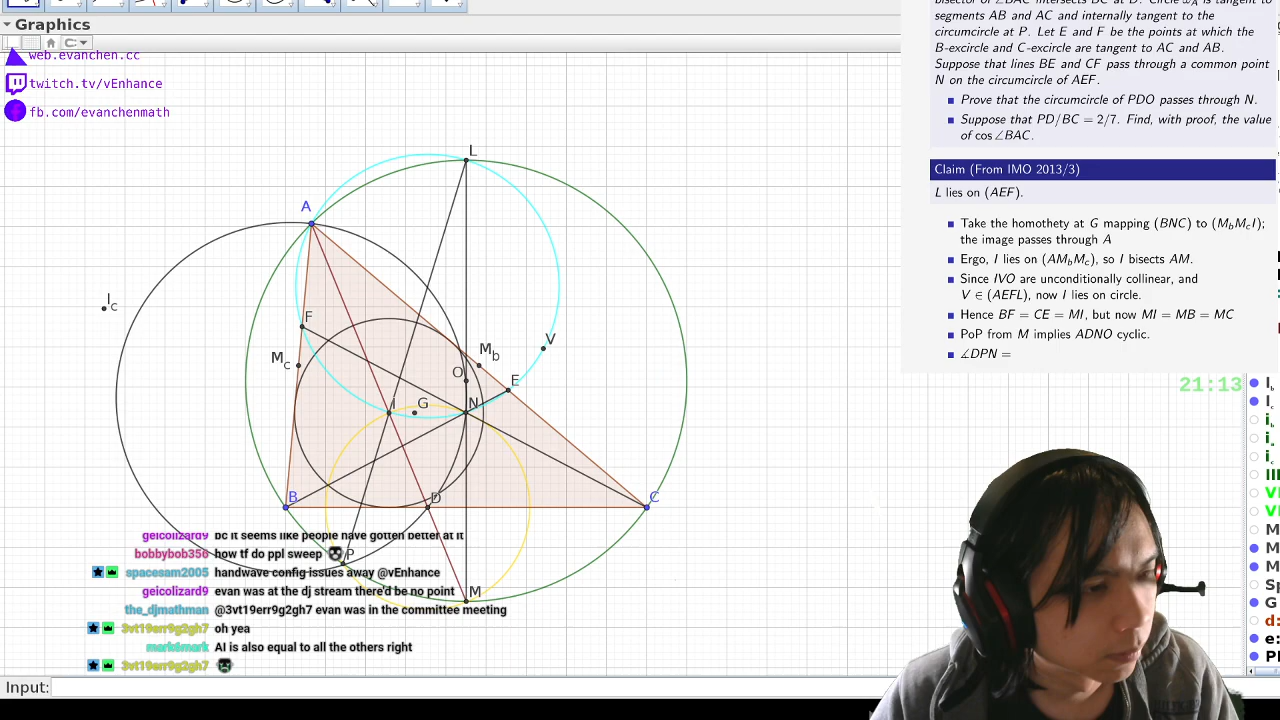 Graphics
web.evanchen.cc
twitch.tv/vEnhance
fb.com/evanchenmath
bisector of ∠BAC intersects BC at D. Circle ωA is tangent to
segments AB and AC and internally tangent to the
circumcircle at P. Let E and F be the points at which the
B-excircle and C-excircle are tangent to AC and AB.
Suppose that lines BE and CF pass through a common point
N on the circumcircle of AEF.
■ Prove that the circumcircle of PDO passes through N.
■ Suppose that PD/BC = 2/7. Find, with proof, the value
of cos ∠BAC.
Claim (From IMO 2013/3)
L lies on (AEF).
■ Take the homothety at G mapping (BNC) to (MbMcI);
the image passes through A
■ Ergo, I lies on (AMbMc), so I bisects AM.
■ Since IVO are unconditionally collinear, and
V ∈ (AEFL), now I lies on circle.
■ Hence BF = CE = MI, but now MI = MB = MC
■ PoP from M implies ADNO cyclic.
■ ∠DPN =
L
A
Ic
F
V
Mc
Mb
O
E
I
G
N
B
D
C
P
M
21:13
geicolizard9 bc it seems like people have gotten better at it
bobbybob356 how tf do ppl sweep
spacesam2005 handwave config issues away @vEnhance
geicolizard9 evan was at the dj stream there'd be no point
the_djmathman @3vt19err9g2gh7 evan was in the committee meeting
3vt19err9g2gh7 oh yea
mark6mark AI is also equal to all the others right
3vt19err9g2gh7
Input: